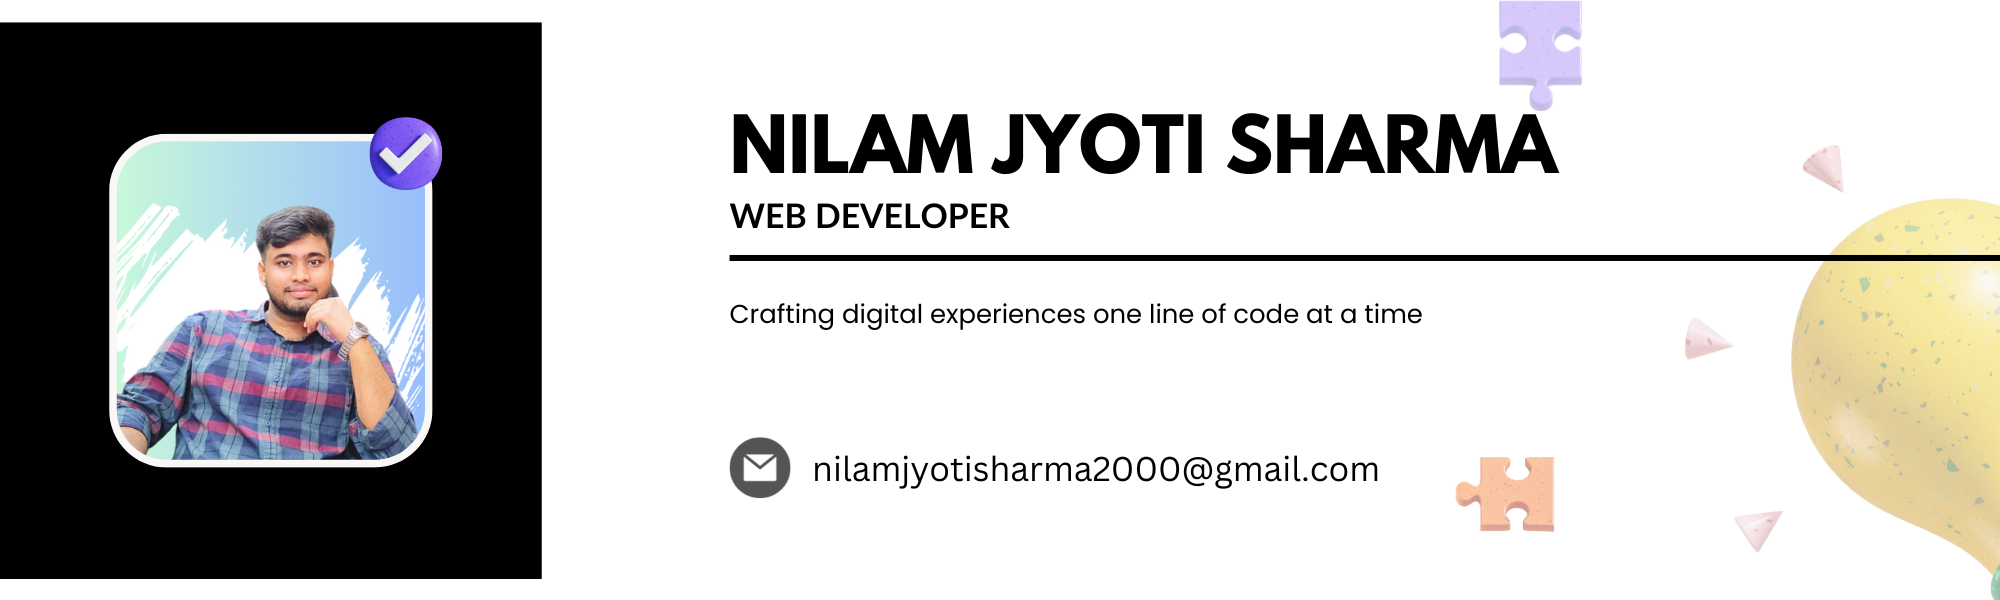 NILAM JYOTI SHARMA
WEB DEVELOPER
Crafting digital experiences one line of code at a time
nilamjyotisharma2000@gmail.com